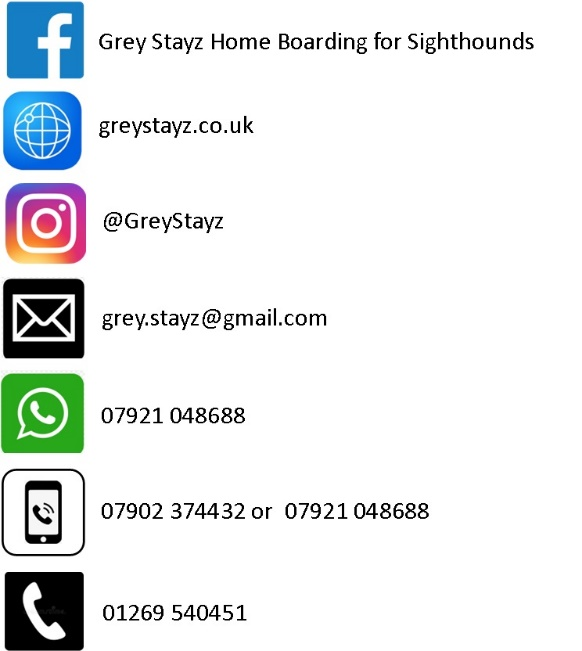 Grey Stayz Home Boarding for Sighthounds
greystayz.co.uk
@GreyStayz
grey.stayz@gmail.com
07921 048688
07902 374432 or  07921 048688
01269 540451